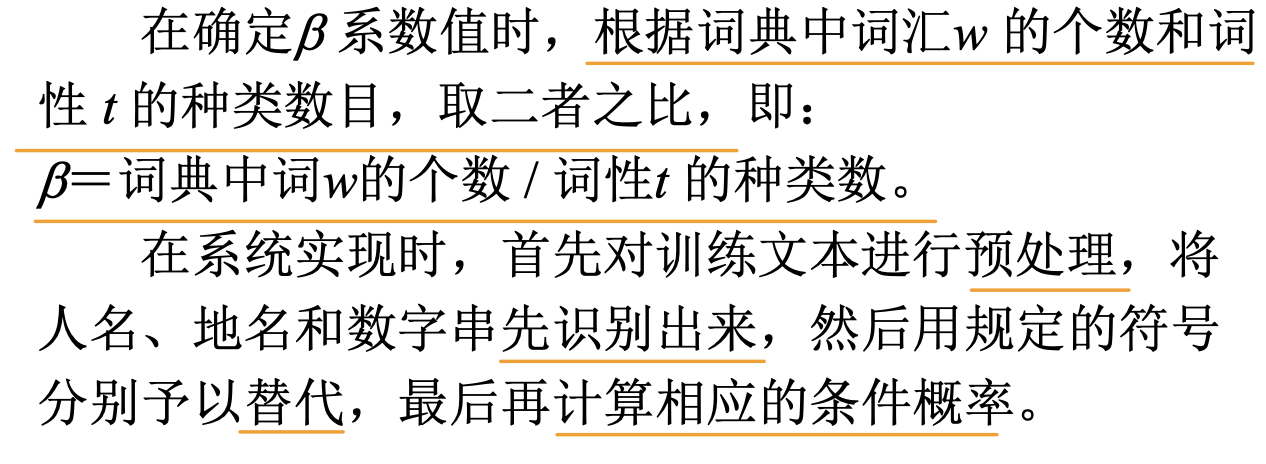 在确定β系数值时，根据词典中词汇w 的个数和词
性 t 的种类数目，取二者之比，即：
β＝词典中词w的个数 / 词性t 的种类数。
在系统实现时，首先对训练文本进行预处理，将
人名、地名和数字串先识别出来，然后用规定的符号
分别予以替代，最后再计算相应的条件概率。